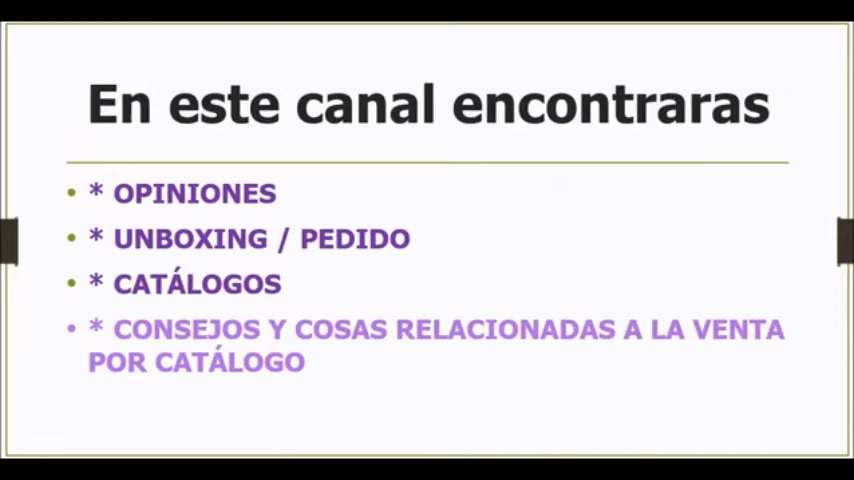 En este canal encontraras
• * OPINIONES
• * UNBOXING / PEDIDO
• * CATÁLOGOS
• * CONSEJOS Y COSAS RELACIONADAS A LA VENTA
POR CATÁLOGO